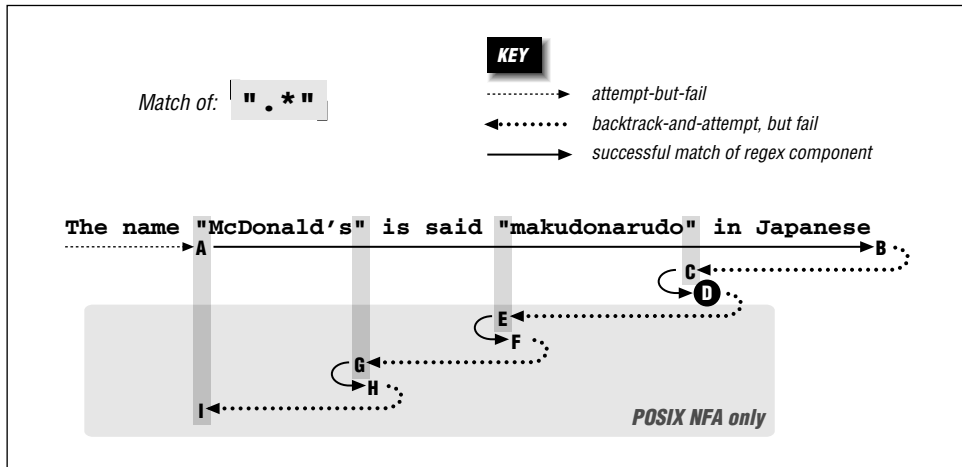 KEY
Match of: ".*"
attempt-but-fail
backtrack-and-attempt, but fail
successful match of regex component
The name "McDonald's" is said "makudonarudo" in Japanese
A B
C
D
E
F
G
H
I
POSIX NFA only